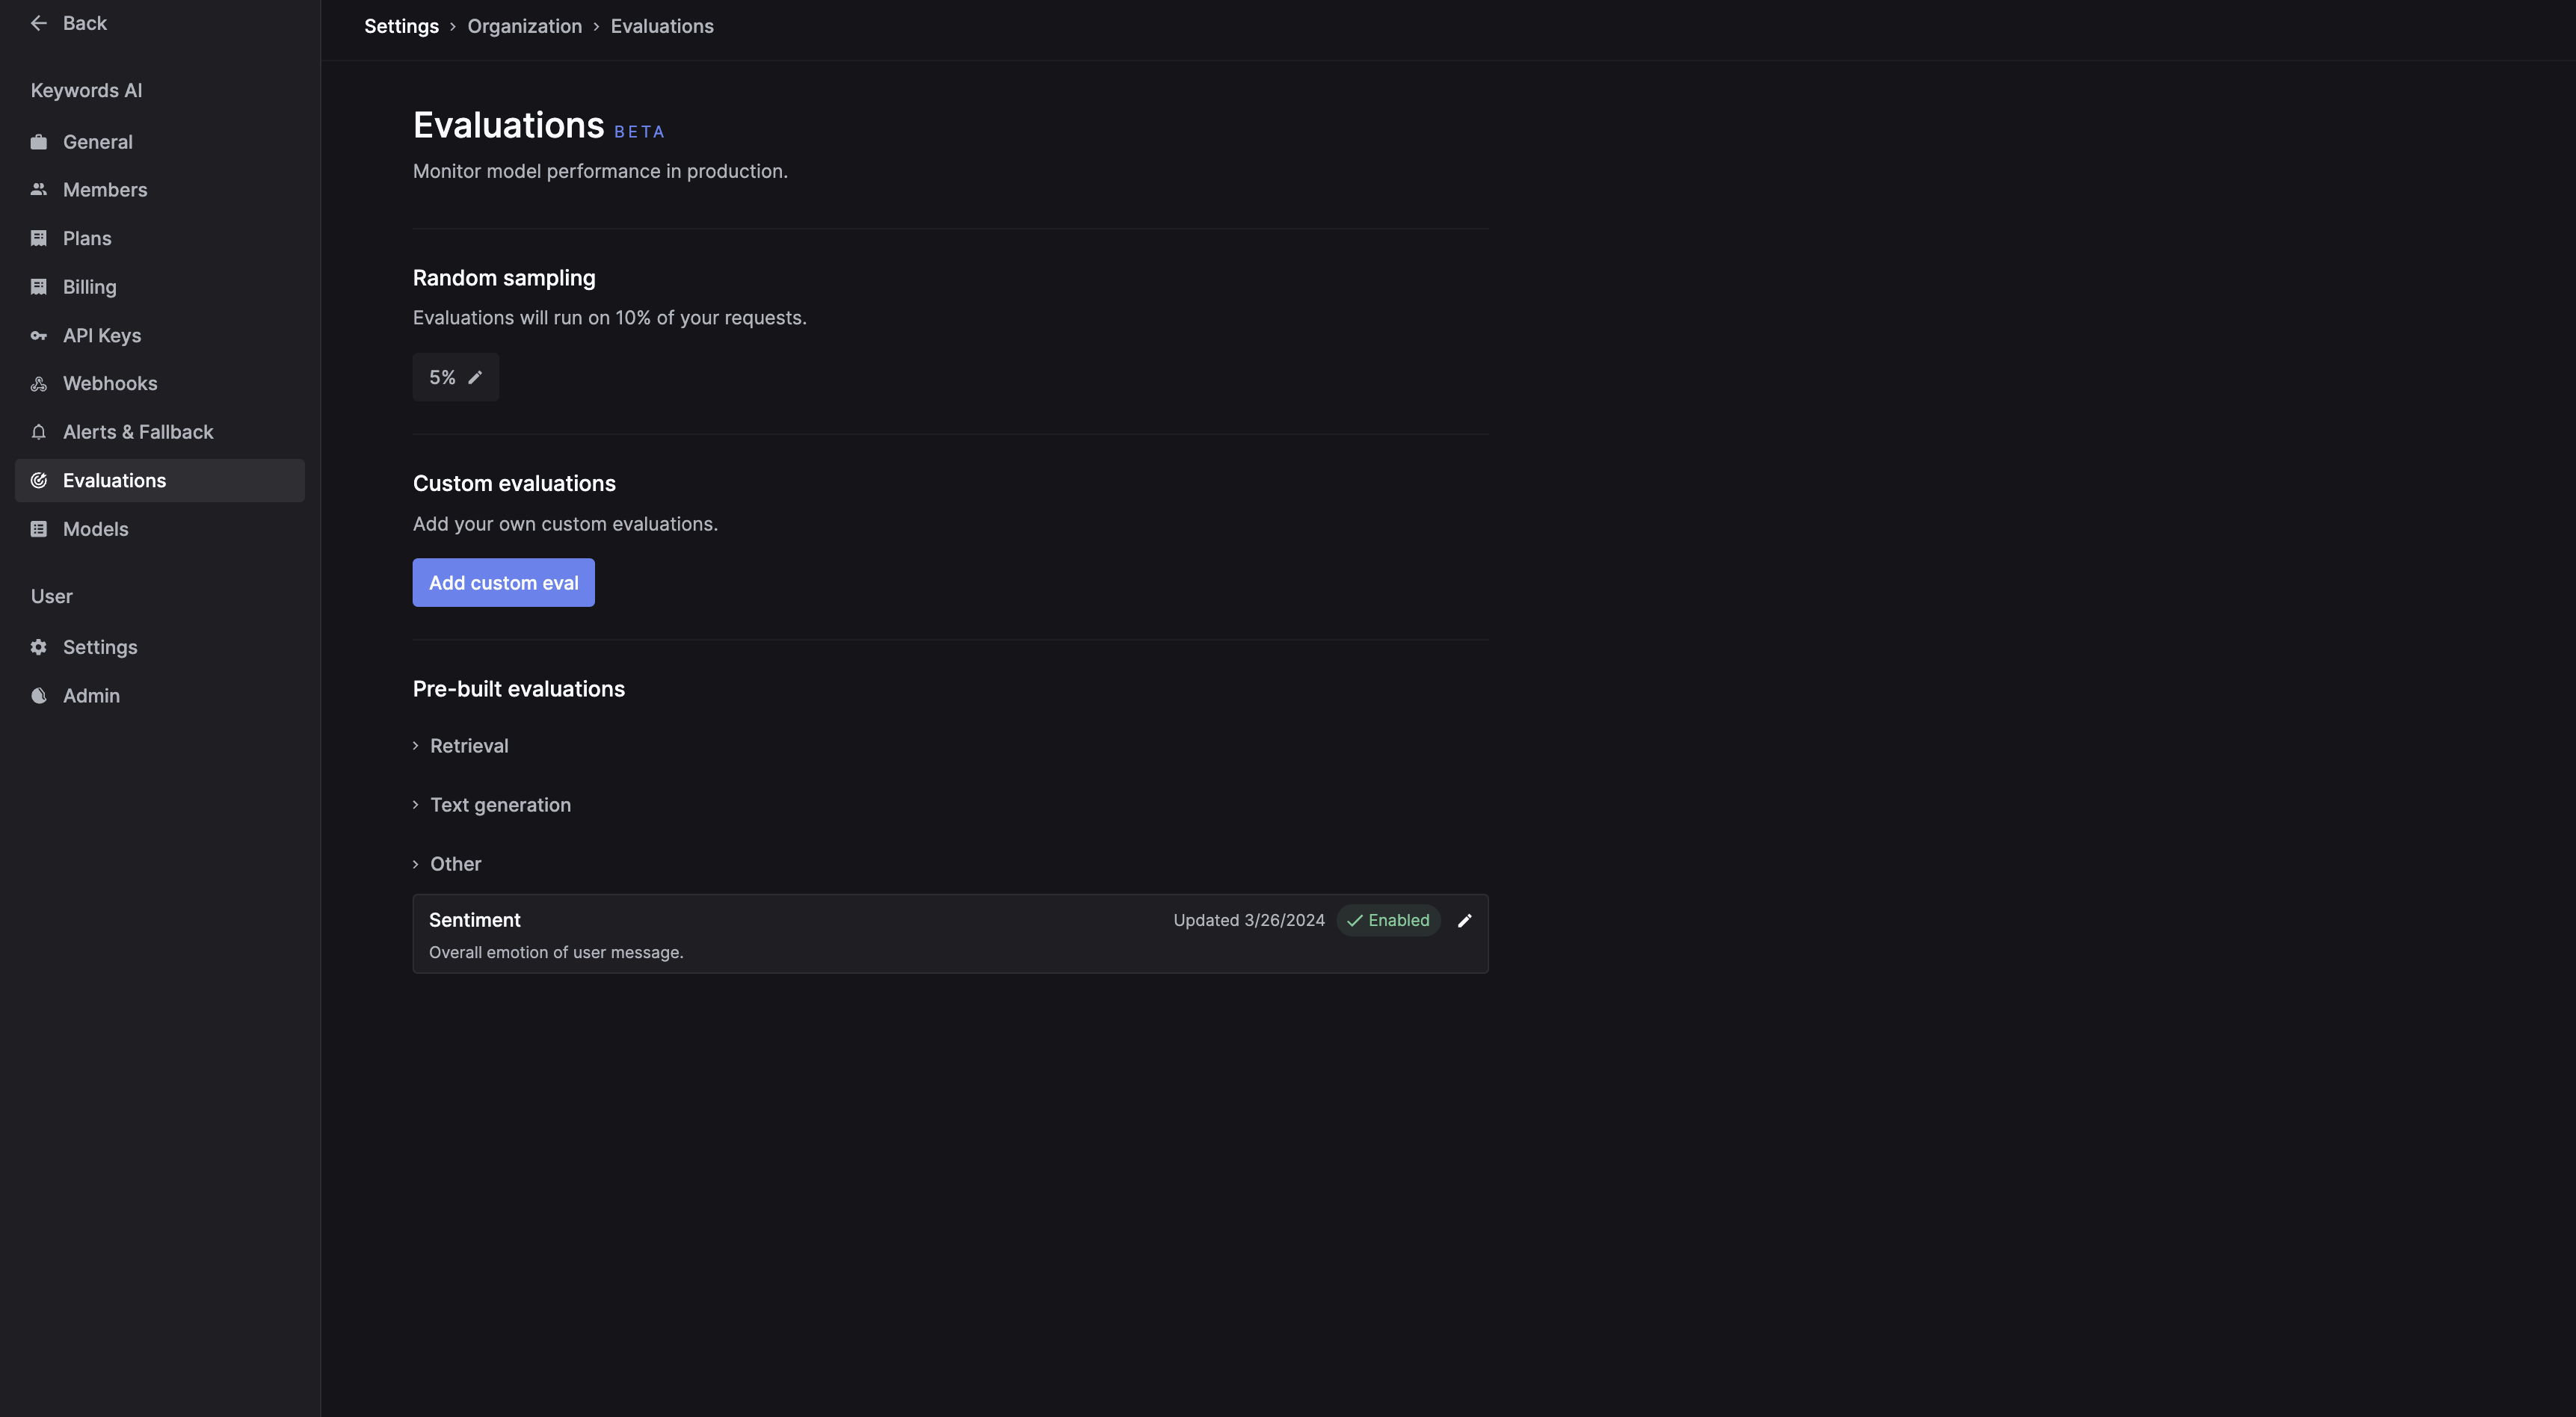 Back
Keywords AI
General
Members
Plans
Billing
API Keys
Webhooks
Alerts & Fallback
Evaluations
Models
User
Settings
Admin
Settings › Organization › Evaluations
Evaluations BETA
Monitor model performance in production.
Random sampling
Evaluations will run on 10% of your requests.
5%
Custom evaluations
Add your own custom evaluations.
Add custom eval
Pre-built evaluations
Retrieval
Text generation
Other
Sentiment Updated 3/26/2024 Enabled
Overall emotion of user message.